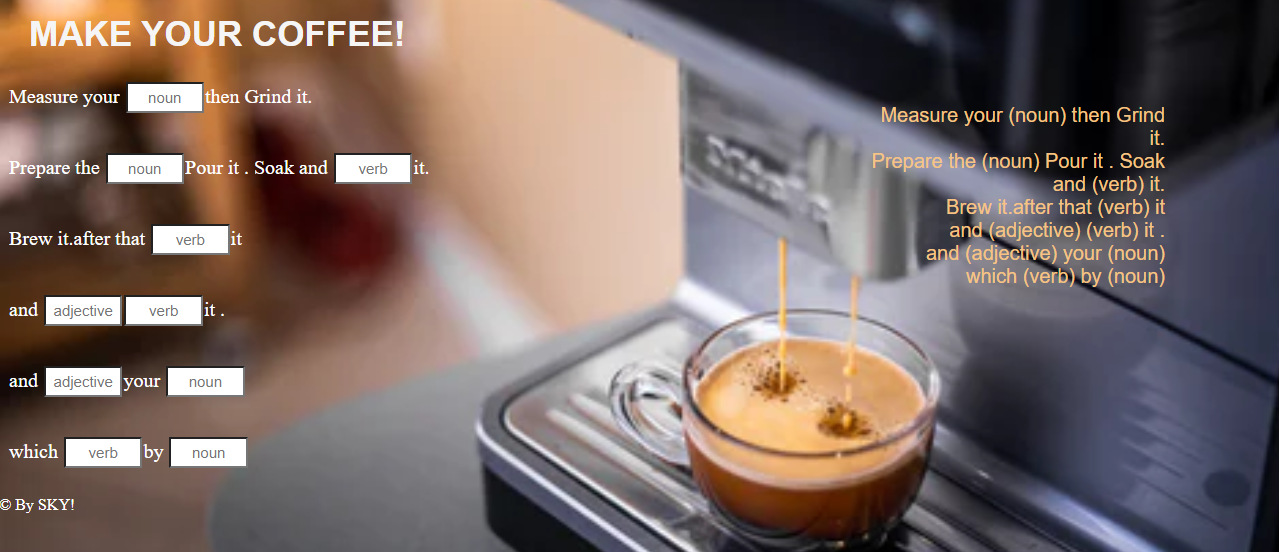 MAKE YOUR COFFEE!
Measure your noun then Grind it.
Prepare the noun Pour it . Soak and verb it.
Brew it.after that verb it
and adjective verb it .
and adjective your noun
which verb by noun
© By SKY!
Measure your (noun) then Grind
it.
Prepare the (noun) Pour it . Soak
and (verb) it.
Brew it.after that (verb) it
and (adjective) (verb) it .
and (adjective) your (noun)
which (verb) by (noun)